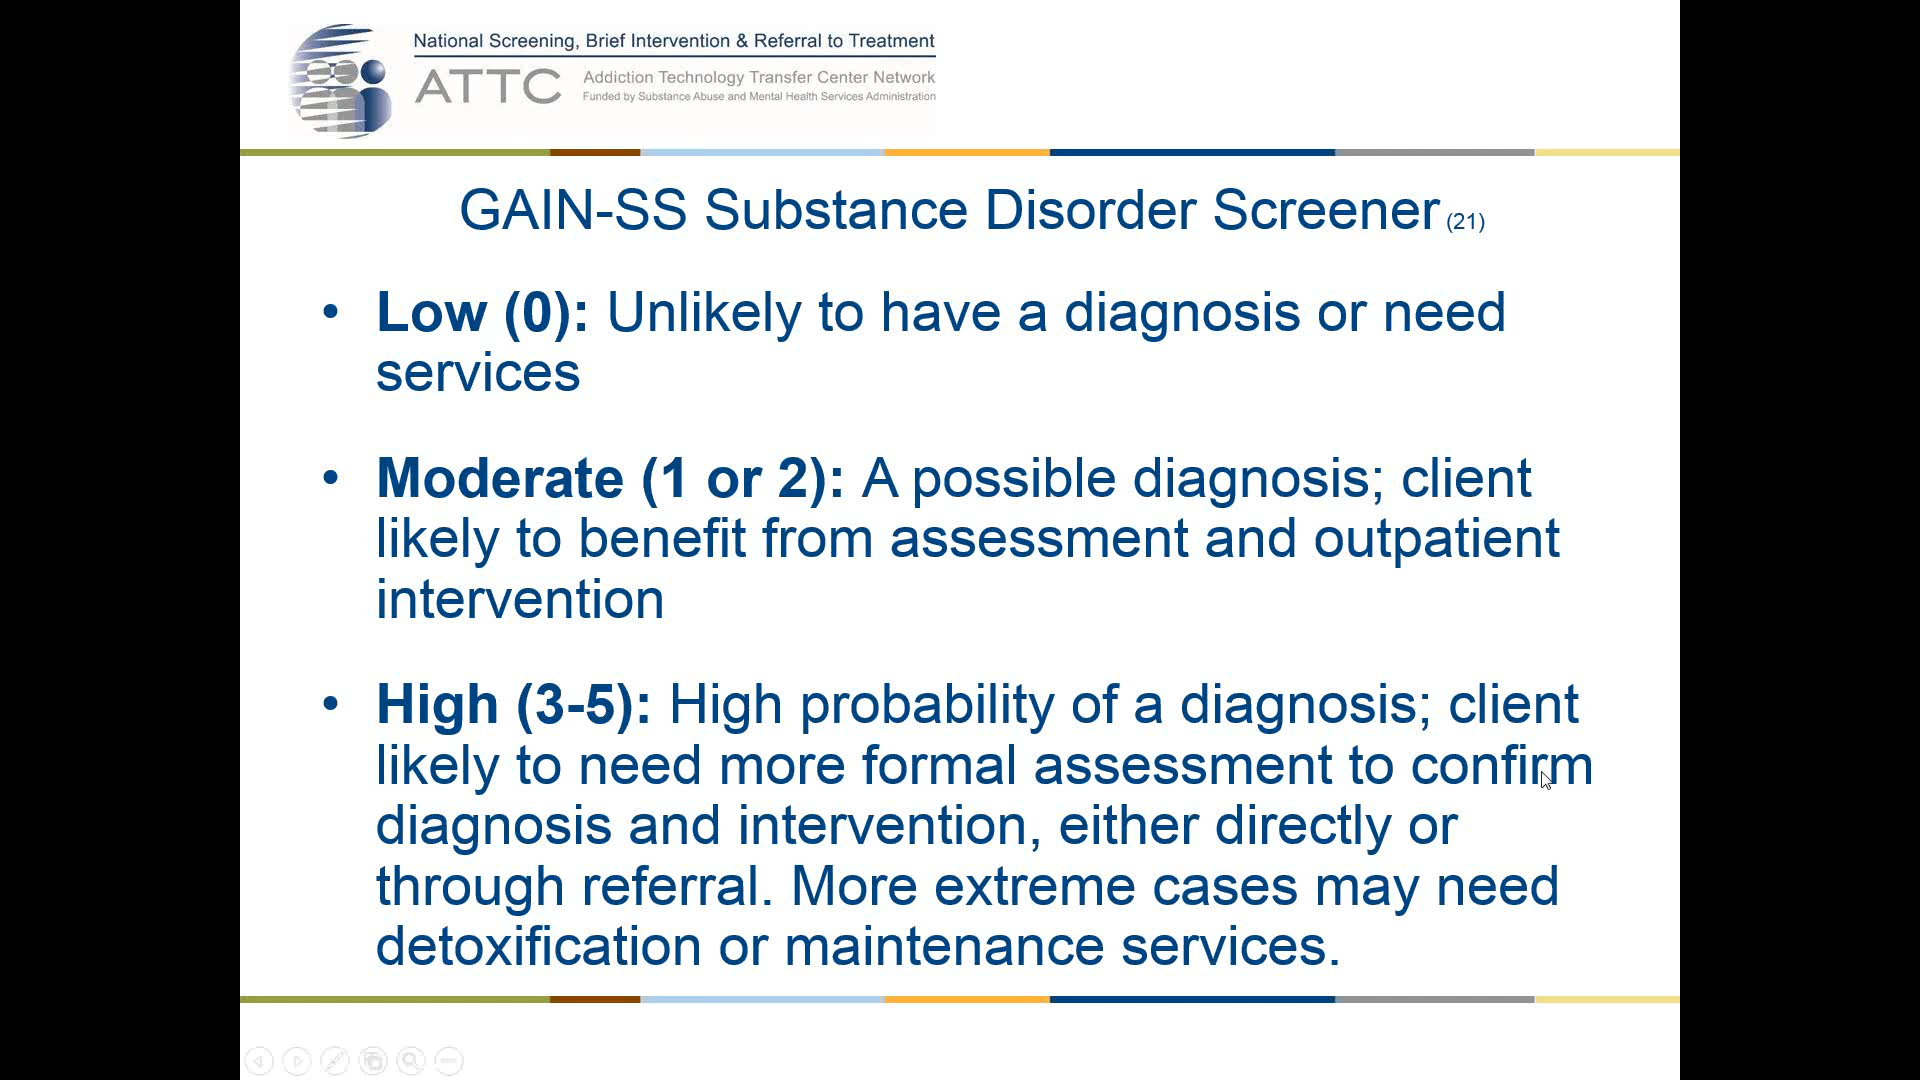 National Screening, Brief Intervention & Referral to Treatment
ATTC Addiction Technology Transfer Center Network
Funded by Substance Abuse and Mental Health Services Administration
GAIN-SS Substance Disorder Screener (21)
• Low (0): Unlikely to have a diagnosis or need
services
• Moderate (1 or 2): A possible diagnosis; client
likely to benefit from assessment and outpatient
intervention
• High (3-5): High probability of a diagnosis; client
likely to need more formal assessment to confirm
diagnosis and intervention, either directly or
through referral. More extreme cases may need
detoxification or maintenance services.